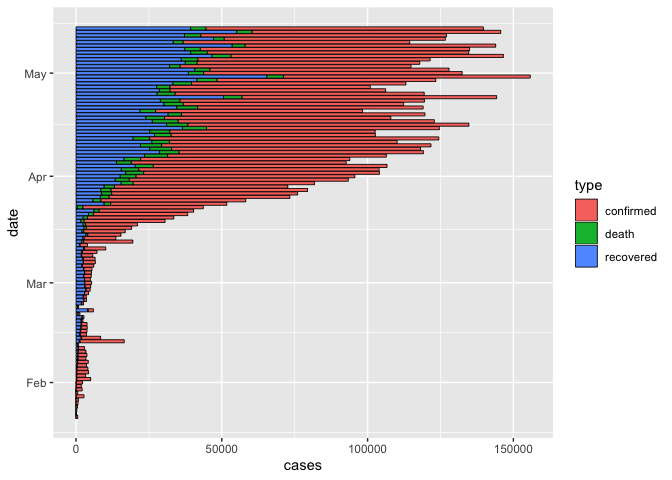 May
Apr
Mar
Feb
date
0
50000
100000
150000
cases
type
confirmed
death
recovered